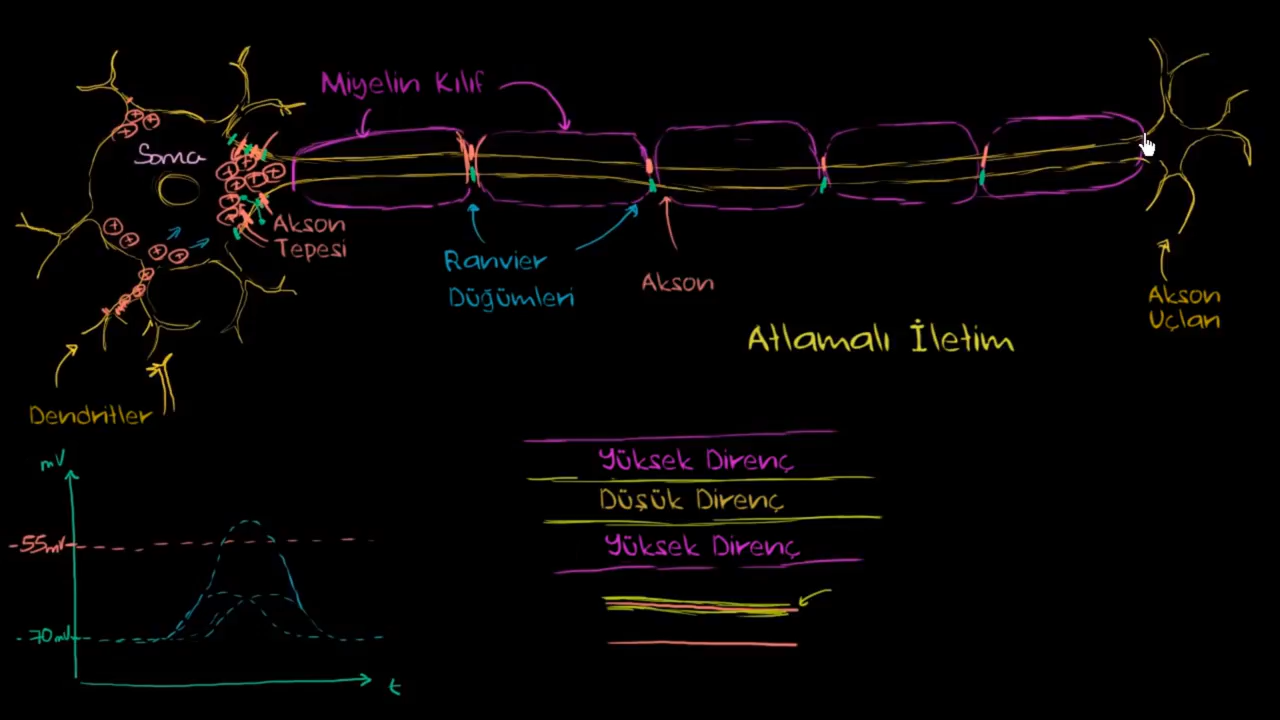 Miyelin Kılıf
Soma
Akson
Tepesi
Ranvier
Düğümleri
Akson
Akson
Uçları
Atlamalı İletim
Dendritler
mV
-55mV
-70mV
t
Yüksek Direnç
Düşük Direnç
Yüksek Direnç